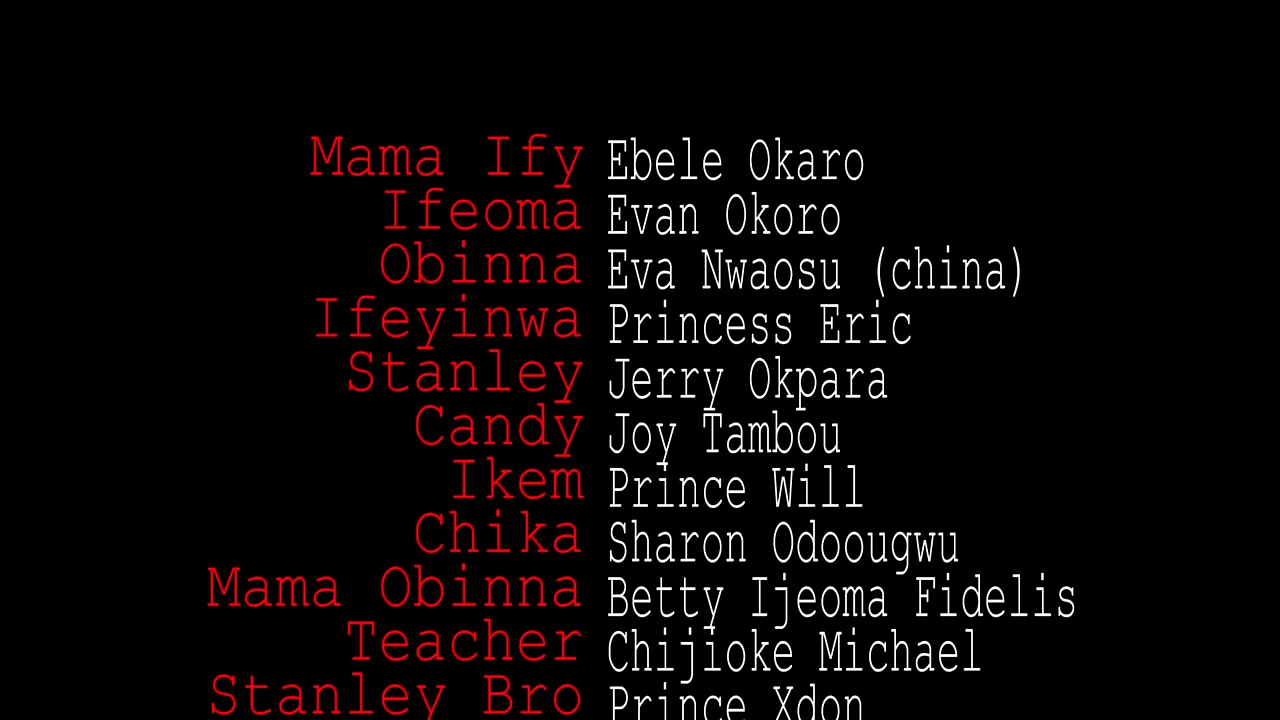 Mama Ify Ebele Okaro
Ifeoma Evan Okoro
Obinna Eva Nwaosu (china)
Ifeyinwa Princess Eric
Stanley Jerry Okpara
Candy Joy Tambou
Ikem Prince Will
Chika Sharon Odoougwu
Mama Obinna Betty Ijeoma Fidelis
Teacher Chijioke Michael
Stanley Bro Prince Xdon